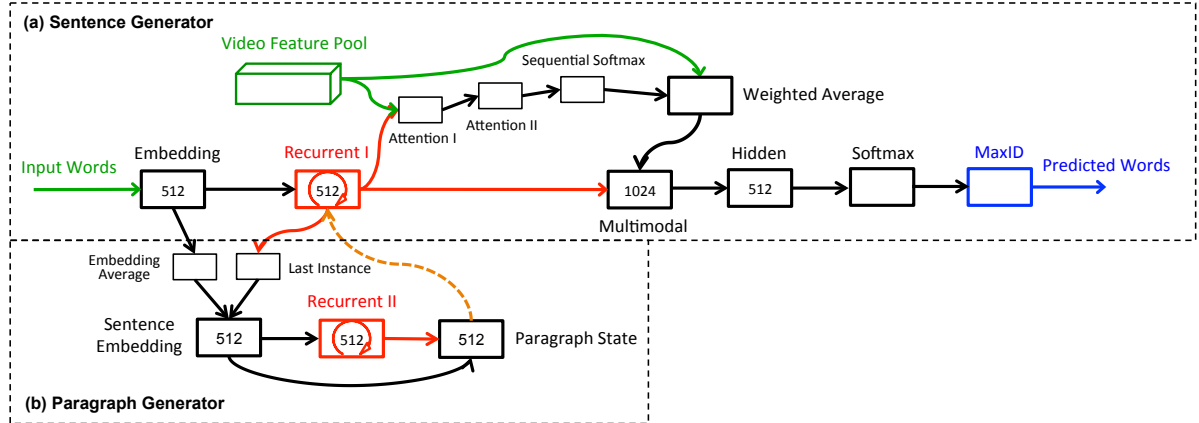 (a) Sentence Generator
Video Feature Pool
Sequential Softmax
Weighted Average
Attention I
Attention II
Input Words
Embedding
Recurrent I
Hidden
Softmax
MaxID
Predicted Words
512
512
1024
512
Multimodal
Embedding
Average
Last Instance
Recurrent II
Sentence
Embedding
512
512
512
Paragraph State
(b) Paragraph Generator